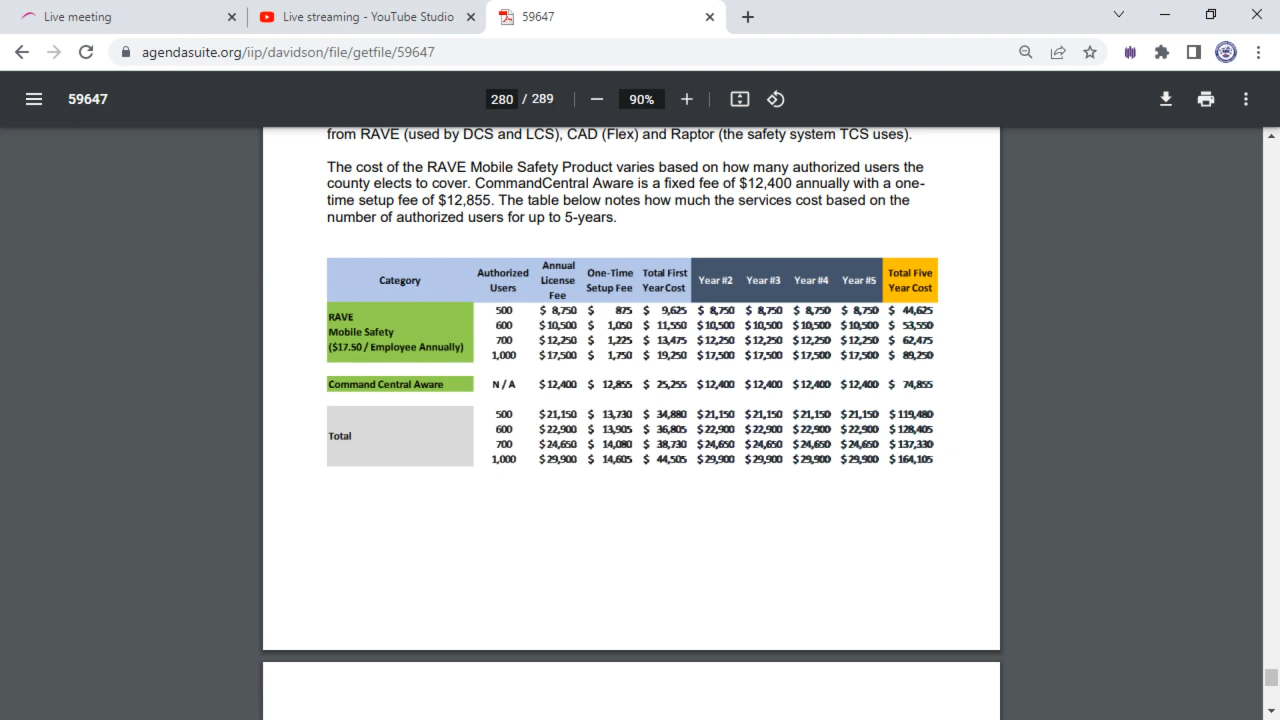 Live meeting
Live streaming - YouTube Studio
59647
agendasuite.org/iip/davidson/file/getfile/59647
59647
280 / 289
90%
from RAVE (used by DCS and LCS), CAD (Flex) and Raptor (the safety system TCS uses).
The cost of the RAVE Mobile Safety Product varies based on how many authorized users the
county elects to cover. CommandCentral Aware is a fixed fee of $12,400 annually with a one-
time setup fee of $12,855. The table below notes how much the services cost based on the
number of authorized users for up to 5-years.
Category Authorized Users Annual License Fee One-Time Setup Fee Total First Year Cost Year #2 Year #3 Year #4 Year #5 Total Five Year Cost
RAVE
Mobile Safety
($17.50 / Employee Annually)
500 $ 8,750 $ 875 $ 9,625 $ 8,750 $ 8,750 $ 8,750 $ 8,750 $ 44,625
600 $ 10,500 $ 1,050 $ 11,550 $ 10,500 $ 10,500 $ 10,500 $ 10,500 $ 53,550
700 $ 12,250 $ 1,225 $ 13,475 $ 12,250 $ 12,250 $ 12,250 $ 12,250 $ 62,475
1,000 $ 17,500 $ 1,750 $ 19,250 $ 17,500 $ 17,500 $ 17,500 $ 17,500 $ 89,250
Command Central Aware N / A $ 12,400 $ 12,855 $ 25,255 $ 12,400 $ 12,400 $ 12,400 $ 12,400 $ 74,855
Total
500 $ 21,150 $ 13,730 $ 34,880 $ 21,150 $ 21,150 $ 21,150 $ 21,150 $ 119,480
600 $ 22,900 $ 13,905 $ 36,805 $ 22,900 $ 22,900 $ 22,900 $ 22,900 $ 128,405
700 $ 24,650 $ 14,080 $ 38,730 $ 24,650 $ 24,650 $ 24,650 $ 24,650 $ 137,330
1,000 $ 29,900 $ 14,605 $ 44,505 $ 29,900 $ 29,900 $ 29,900 $ 29,900 $ 164,105